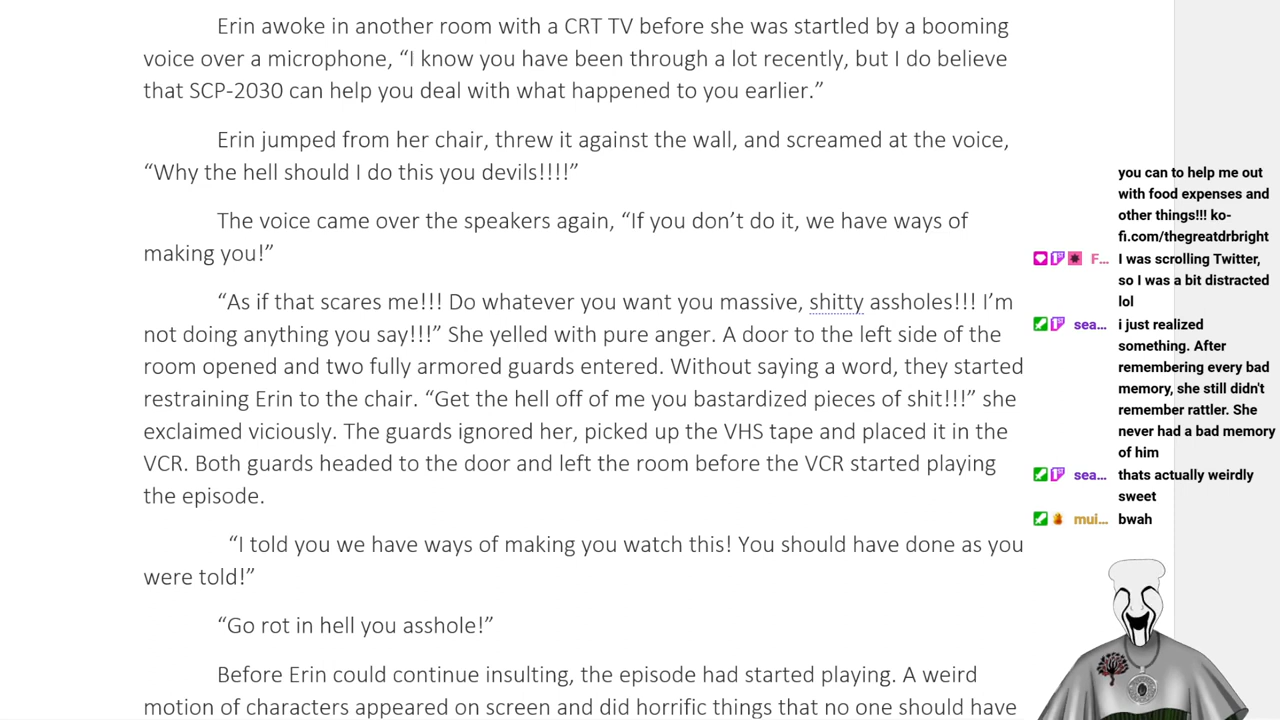 Erin awoke in another room with a CRT TV before she was startled by a booming
voice over a microphone, “I know you have been through a lot recently, but I do believe
that SCP-2030 can help you deal with what happened to you earlier.”
Erin jumped from her chair, threw it against the wall, and screamed at the voice,
“Why the hell should I do this you devils!!!!”
The voice came over the speakers again, “If you don’t do it, we have ways of
making you!”
“As if that scares me!!! Do whatever you want you massive, shitty assholes!!! I’m
not doing anything you say!!!” She yelled with pure anger. A door to the left side of the
room opened and two fully armored guards entered. Without saying a word, they started
restraining Erin to the chair. “Get the hell off of me you bastardized pieces of shit!!!” she
exclaimed viciously. The guards ignored her, picked up the VHS tape and placed it in the
VCR. Both guards headed to the door and left the room before the VCR started playing
the episode.
“I told you we have ways of making you watch this! You should have done as you
were told!”
“Go rot in hell you asshole!”
Before Erin could continue insulting, the episode had started playing. A weird
motion of characters appeared on screen and did horrific things that no one should have
you can to help me out
with food expenses and
other things!!! ko-
fi.com/thegreatdrbright
F... I was scrolling Twitter,
so I was a bit distracted
lol
sea... i just realized
something. After
remembering every bad
memory, she still didn't
remember rattler. She
never had a bad memory
of him
sea... thats actually weirdly
sweet
mui... bwah